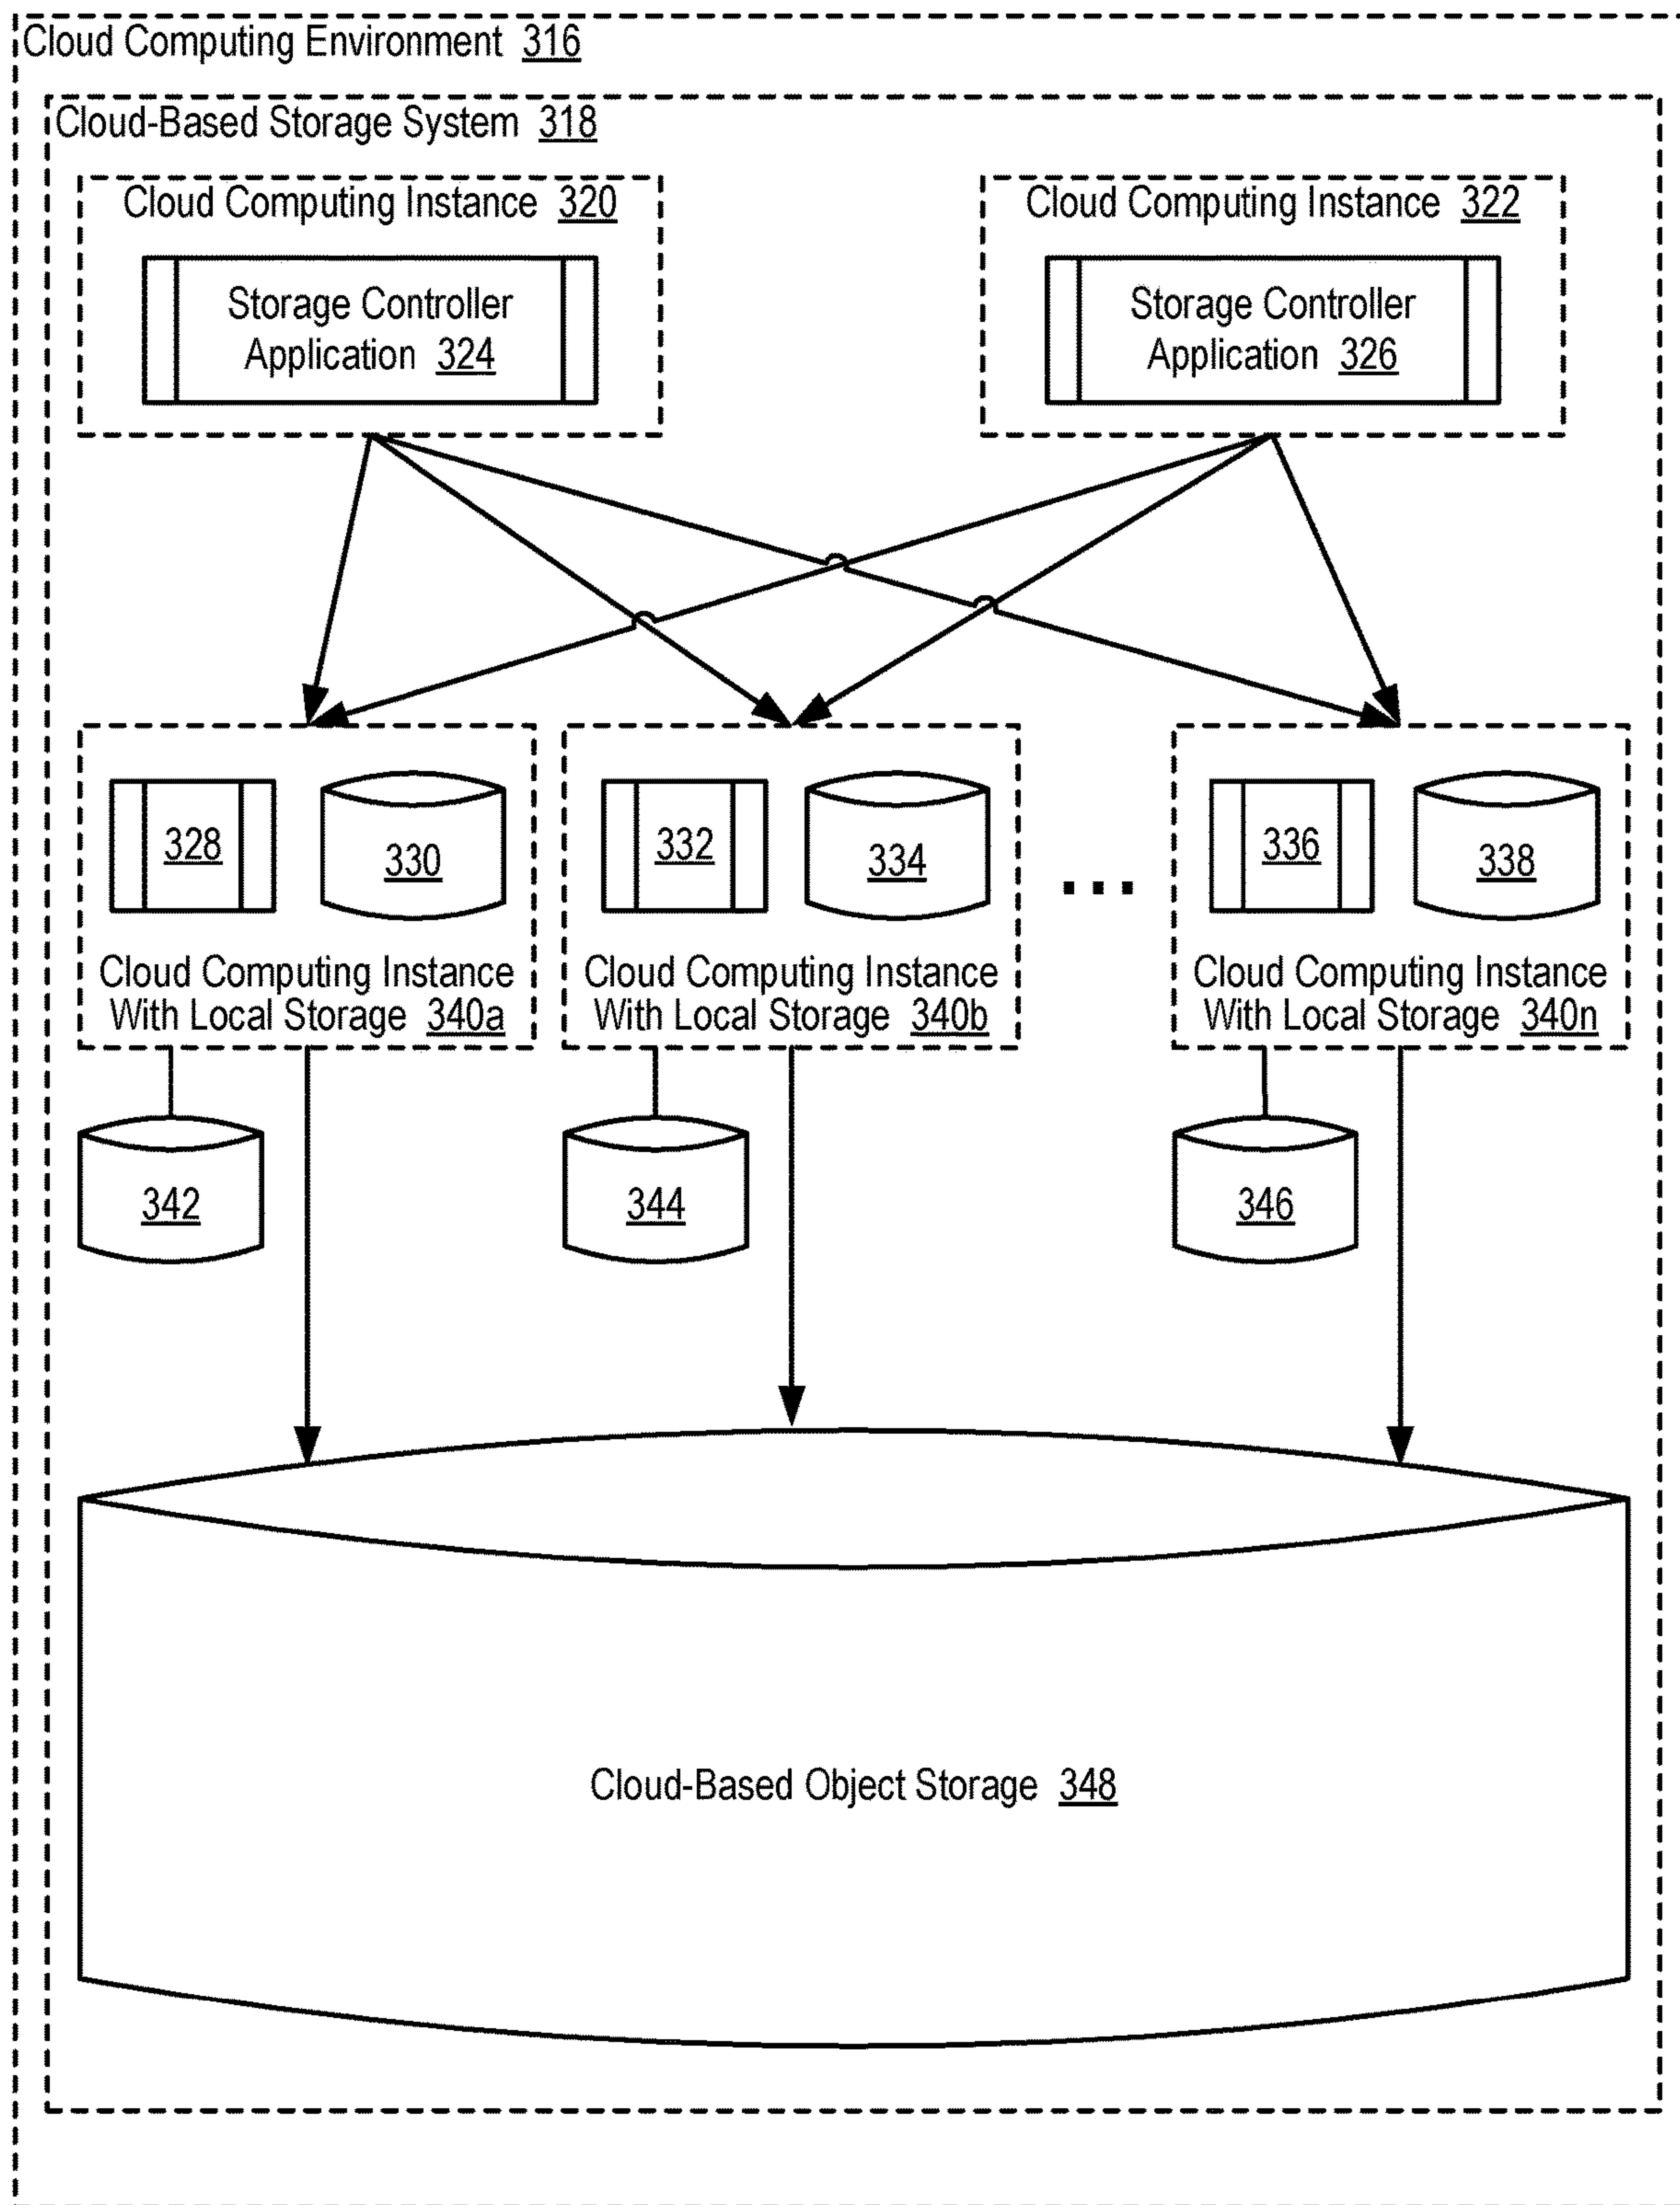 Cloud Computing Environment 316
Cloud-Based Storage System 318
Cloud Computing Instance 320
Storage Controller
Application 324
Cloud Computing Instance 322
Storage Controller
Application 326
328
330
Cloud Computing Instance
With Local Storage 340a
332
334
Cloud Computing Instance
With Local Storage 340b
...
336
338
Cloud Computing Instance
With Local Storage 340n
342
344
346
Cloud-Based Object Storage 348